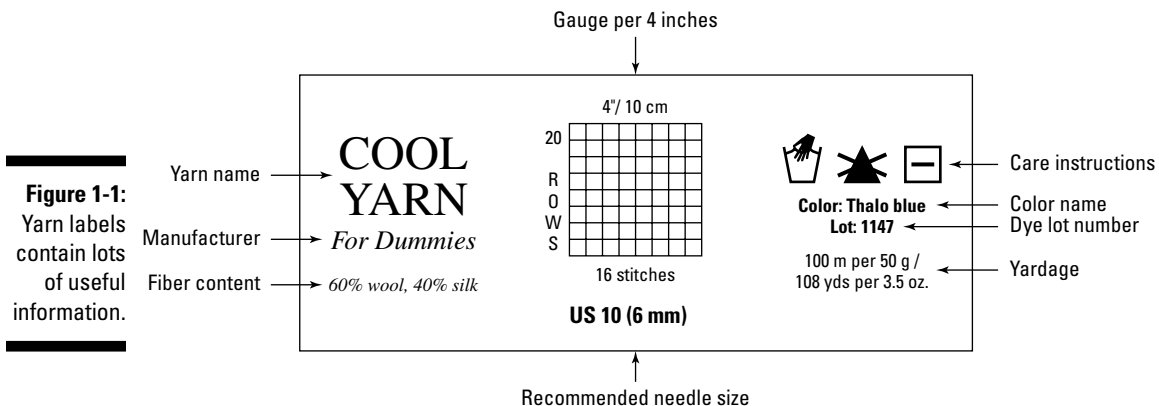 Gauge per 4 inches
Figure 1-1:
Yarn labels
contain lots
of useful
information.
Yarn name
Manufacturer
Fiber content
COOL
YARN
For Dummies
60% wool, 40% silk
4"/ 10 cm
20
R
O
W
S
16 stitches
US 10 (6 mm)
Color: Thalo blue
Lot: 1147
100 m per 50 g /
108 yds per 3.5 oz.
Care instructions
Color name
Dye lot number
Yardage
Recommended needle size